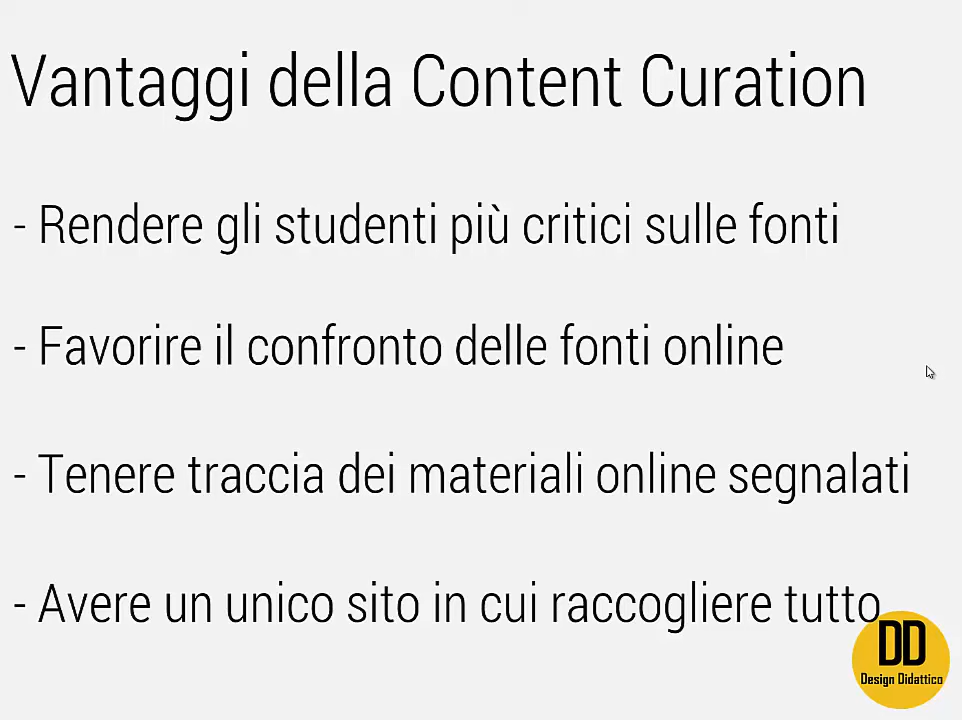 Vantaggi della Content Curation
- Rendere gli studenti più critici sulle fonti
- Favorire il confronto delle fonti online
- Tenere traccia dei materiali online segnalati
- Avere un unico sito in cui raccogliere tutto
DD
Design Didattico